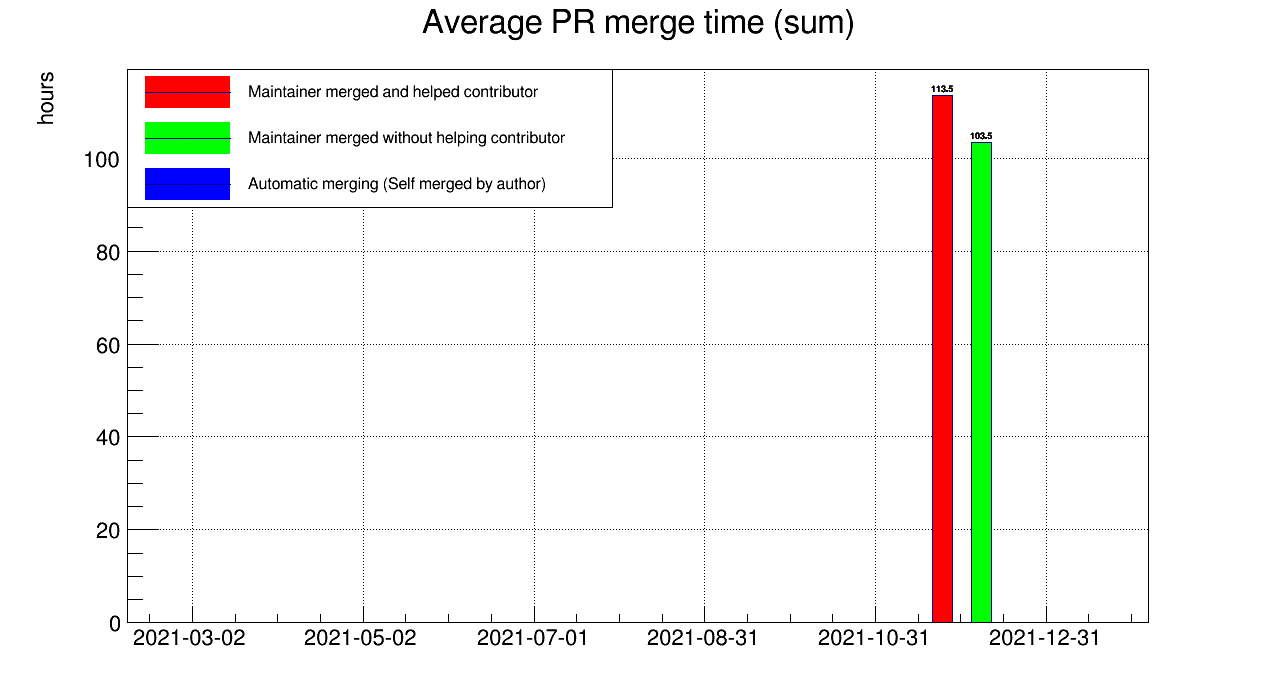 Average PR merge time (sum)
hours
Maintainer merged and helped contributor
Maintainer merged without helping contributor
Automatic merging (Self merged by author)
113.5
103.5
100
80
60
40
20
0
2021-03-02 2021-05-02 2021-07-01 2021-08-31 2021-10-31 2021-12-31